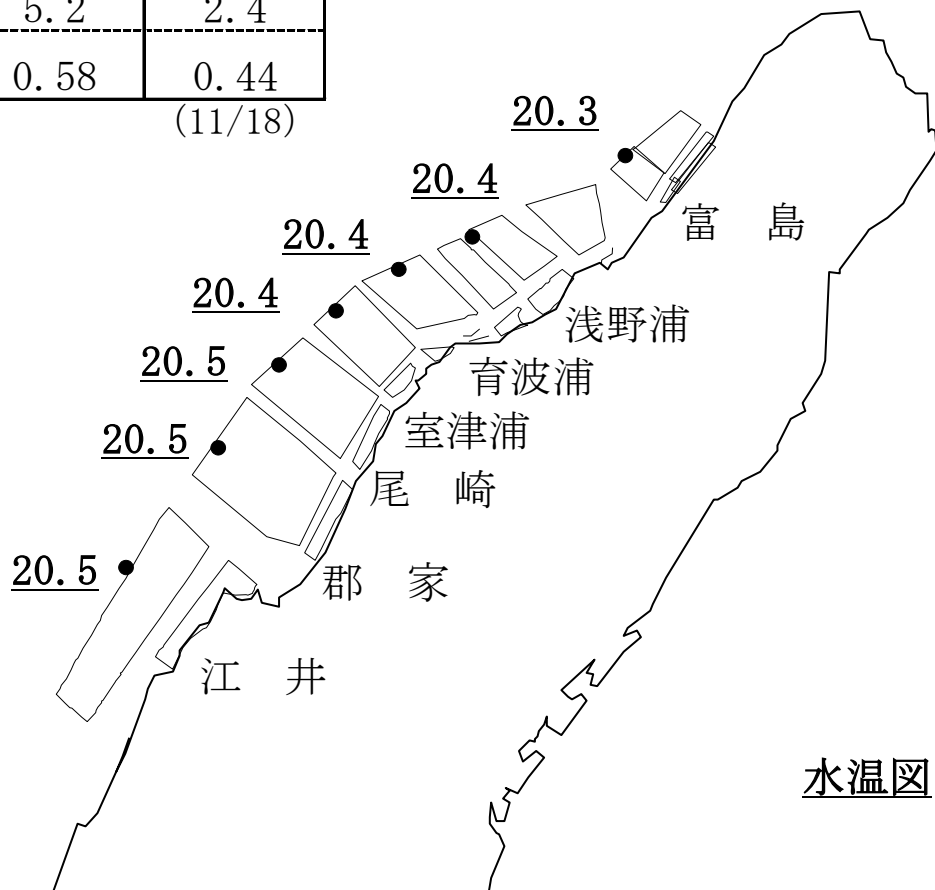 5.2 2.4
0.58 0.44
(11/18)
20.3
20.4
富 島
20.4
20.4
浅野浦
20.5
育波浦
20.5
室津浦
尾 崎
20.5
郡 家
江 井
水温図